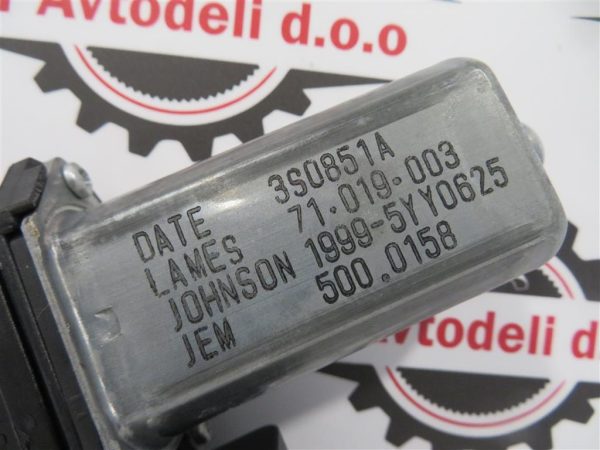 Avtodeli d.o.o
DATE 3S0851A
LAMES 71.019.003
JOHNSON 1999-5YY0625
JEM 500.0158
Avtodeli d.